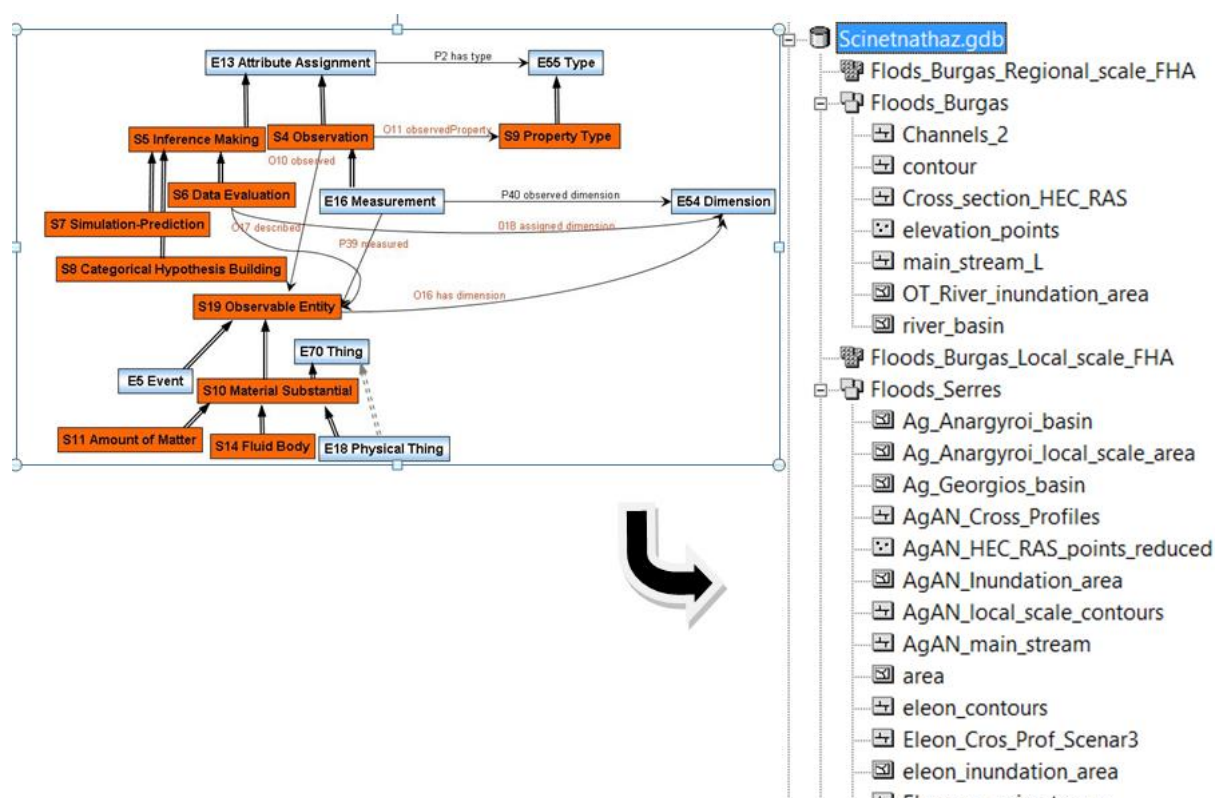 E13 Attribute Assignment
P2 has type
E55 Type
S5 Inference Making
S4 Observation
O11 observedProperty
S9 Property Type
O10 observed
S6 Data Evaluation
E16 Measurement
P40 observed dimension
E54 Dimension
S7 Simulation-Prediction
O17 described
O18 assigned dimension
P39 measured
S8 Categorical Hypothesis Building
O16 has dimension
S19 Observable Entity
E70 Thing
E5 Event
S10 Material Substantial
S11 Amount of Matter
S14 Fluid Body
E18 Physical Thing
Scinetnathaz.gdb
Flods_Burgas_Regional_scale_FHA
Floods_Burgas
Channels_2
contour
Cross_section_HEC_RAS
elevation_points
main_stream_L
OT_River_inundation_area
river_basin
Floods_Burgas_Local_scale_FHA
Floods_Serres
Ag_Anargyroi_basin
Ag_Anargyroi_local_scale_area
Ag_Georgios_basin
AgAN_Cross_Profiles
AgAN_HEC_RAS_points_reduced
AgAN_Inundation_area
AgAN_local_scale_contours
AgAN_main_stream
area
eleon_contours
Eleon_Cros_Prof_Scenar3
eleon_inundation_area